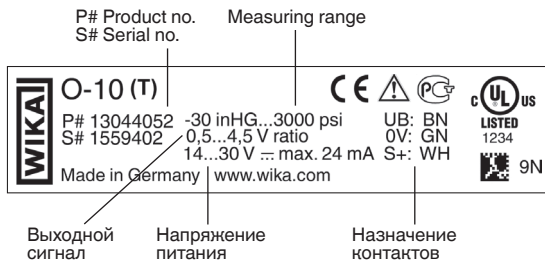 P# Product no.
S# Serial no.
Measuring range
WIKA
O-10 (T)
P# 13044052
S# 1559402
-30 inHG...3000 psi
0,5...4,5 V ratio
14...30 V ⎓ max. 24 mA
UB: BN
0V: GN
S+: WH
Made in Germany
www.wika.com
CE
PG
c UL US
LISTED
1234
9N
Выходной
сигнал
Напряжение
питания
Назначение
контактов